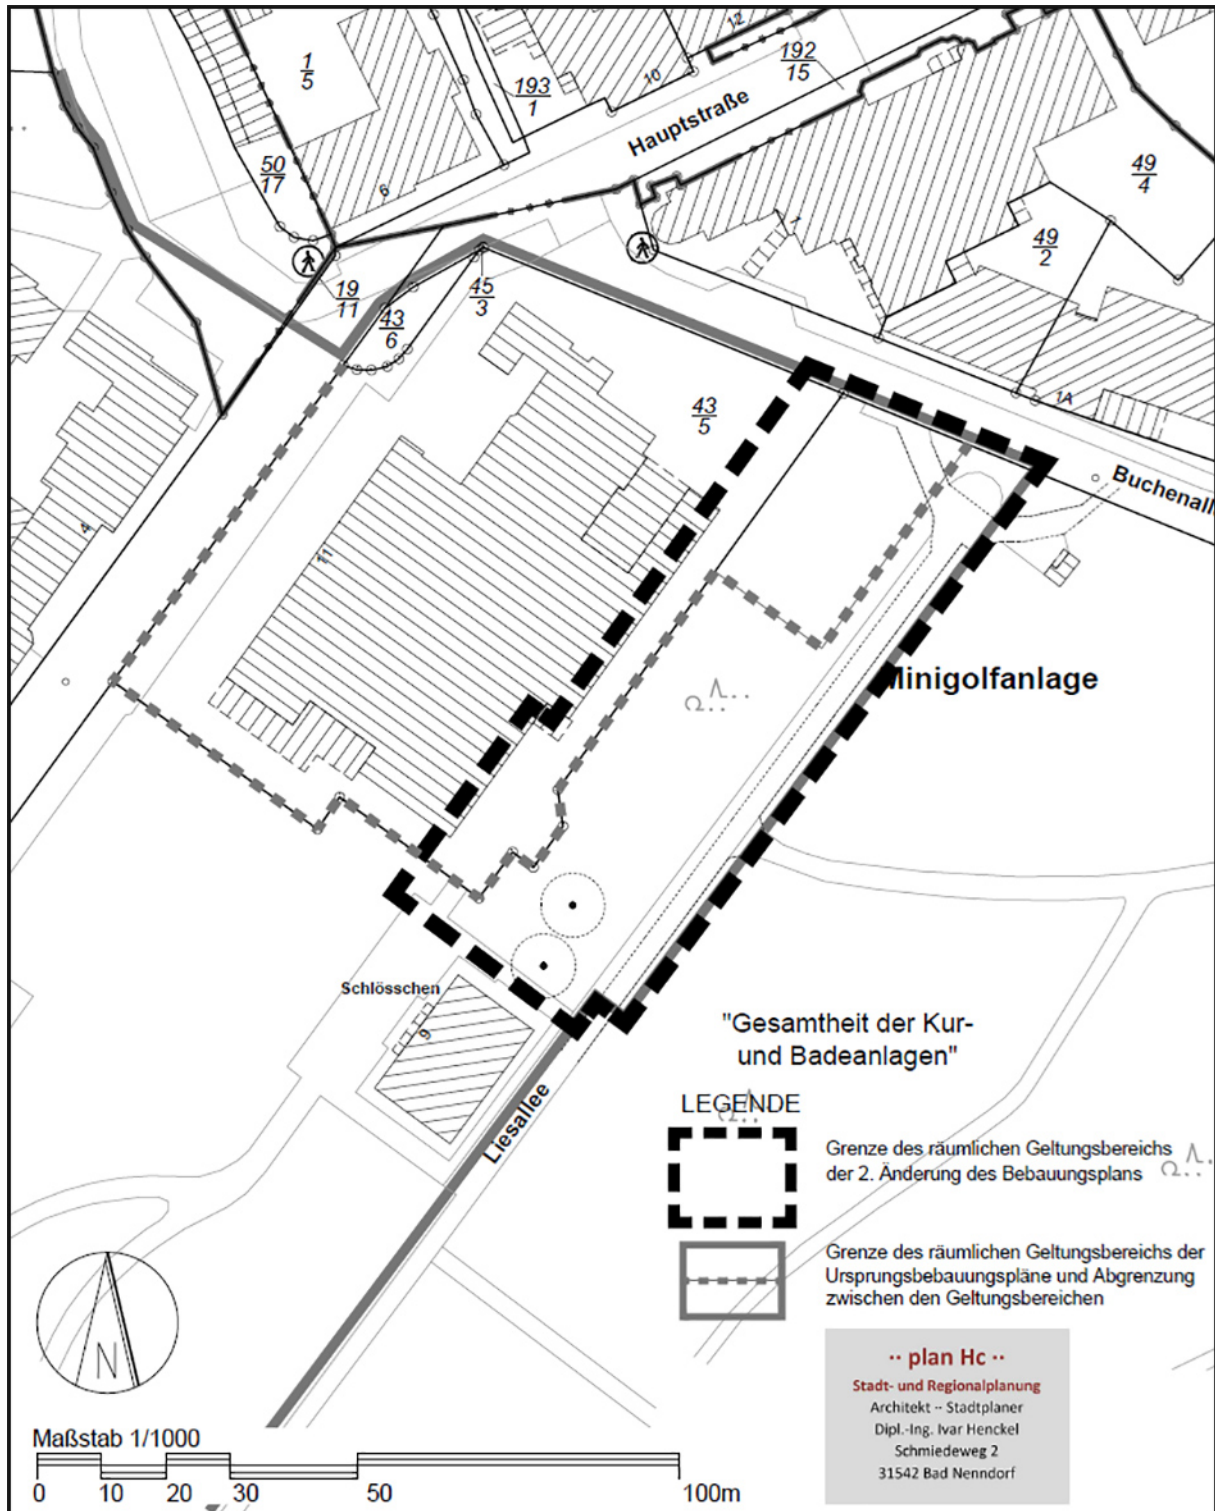 12
1
5
193
1
10
192
15
Hauptstraße
50
17
6
49
4
1
49
2
19
11
43
6
45
3
43
5
1A
Buchenall
4
11
Minigolfanlage
Schlösschen
9
Liesallee
"Gesamtheit der Kur-
und Badeanlagen"
LEGENDE
Grenze des räumlichen Geltungsbereichs
der 2. Änderung des Bebauungsplans
Grenze des räumlichen Geltungsbereichs der
Ursprungsbebauungspläne und Abgrenzung
zwischen den Geltungsbereichen
N
·· plan Hc ··
Stadt- und Regionalplanung
Architekt -- Stadtplaner
Dipl.-Ing. Ivar Henckel
Schmiedeweg 2
31542 Bad Nenndorf
Maßstab 1/1000
0 10 20 30 50 100m